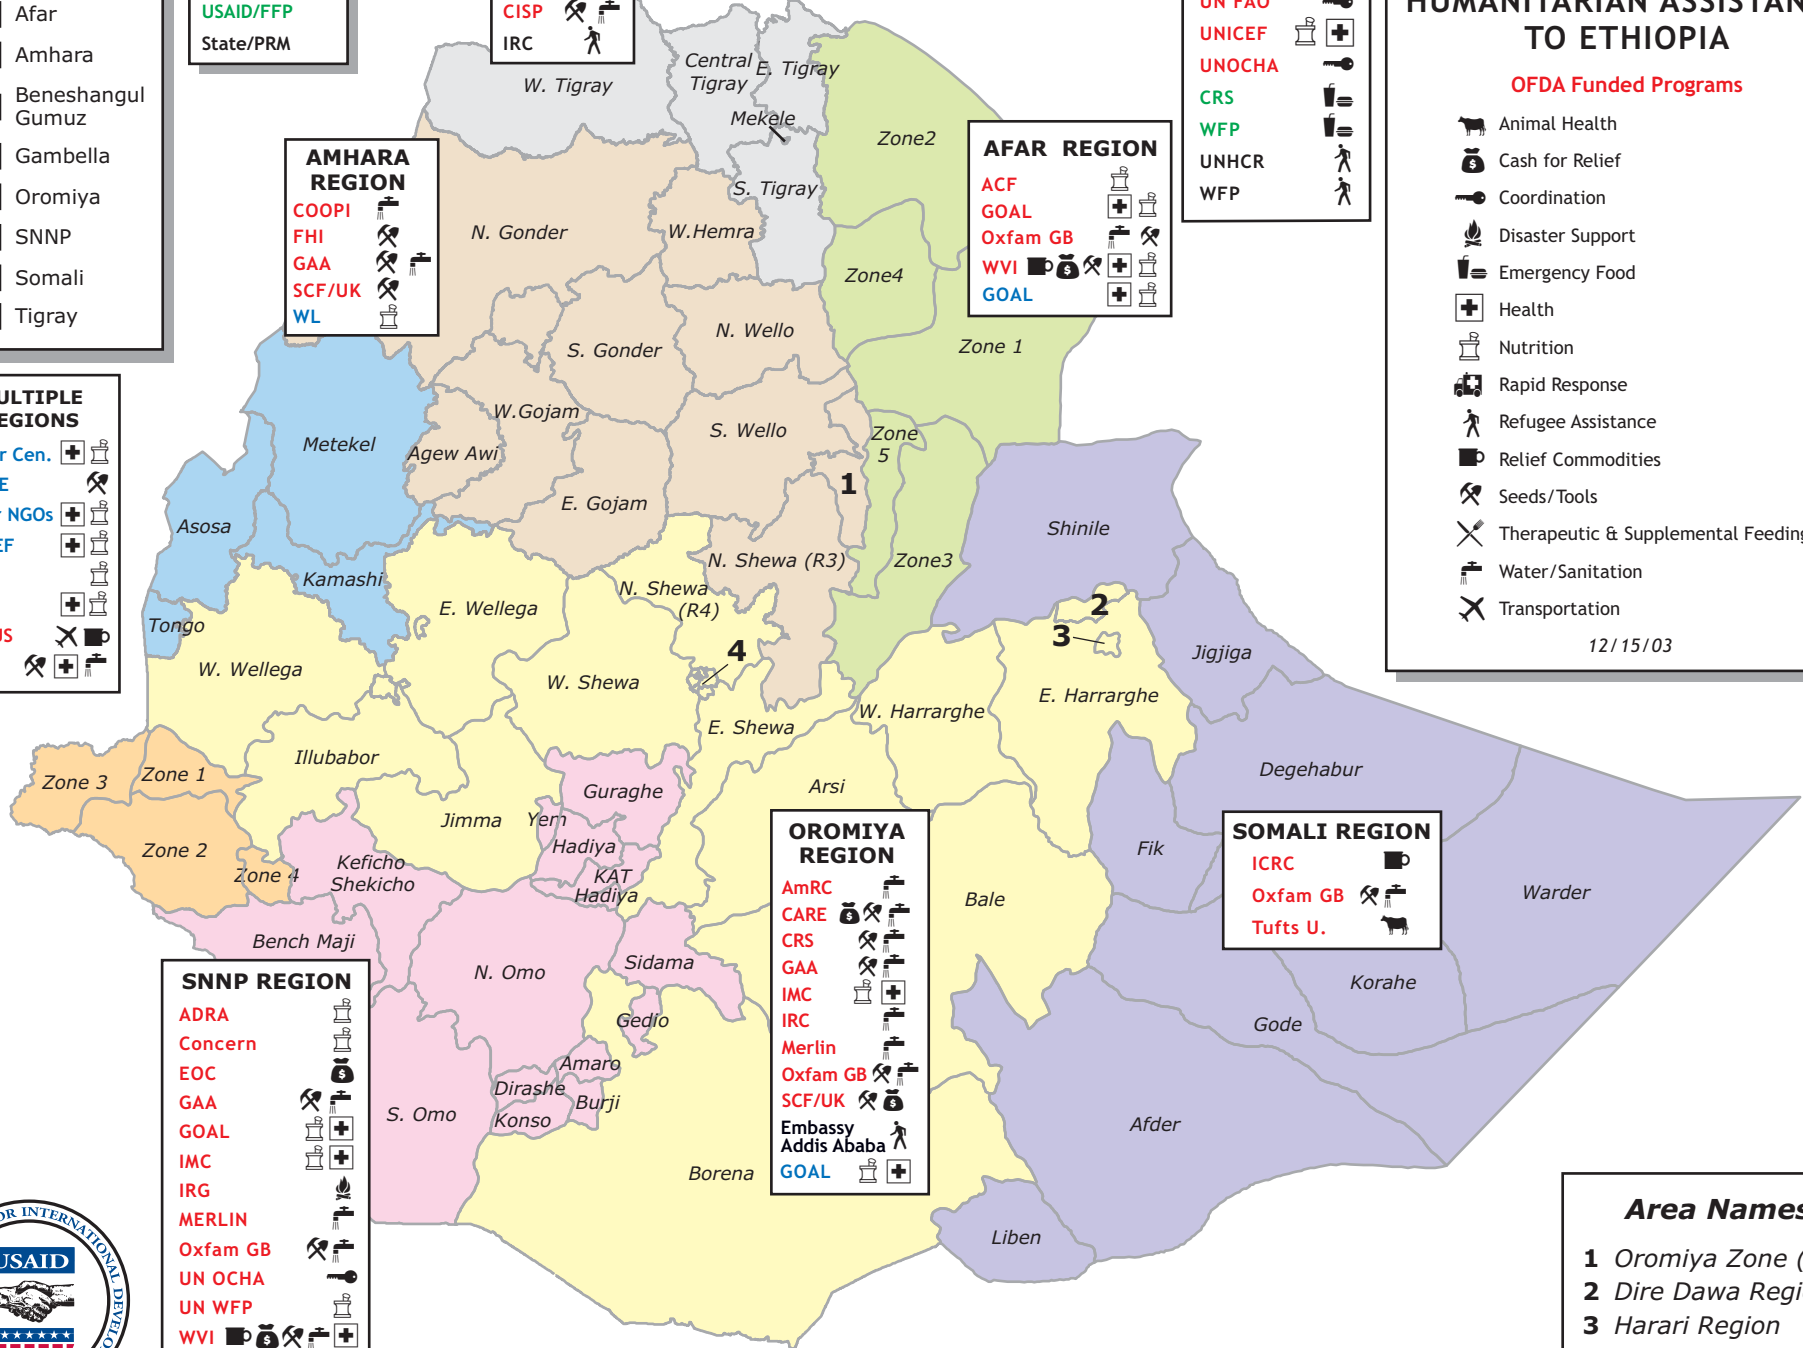 Afar
Amhara
Beneshangul
Gumuz
Gambella
Oromiya
SNNP
Somali
Tigray
USAID/FFP
State/PRM
CISP
IRC
UN FAO
UNICEF
UNOCHA
CRS
WFP
UNHCR
WFP
TO ETHIOPIA
OFDA Funded Programs
Animal Health
Cash for Relief
Coordination
Disaster Support
Emergency Food
Health
Nutrition
Rapid Response
Refugee Assistance
Relief Commodities
Seeds/Tools
Therapeutic & Supplemental Feeding
Water/Sanitation
Transportation
12/15/03
AMHARA
REGION
COOPI
FHI
GAA
SCF/UK
WL
AFAR REGION
ACF
GOAL
Oxfam GB
WVI
GOAL
REGIONS
r Cen.
E
NGOs
EF
US
SNNP REGION
ADRA
Concern
EOC
GAA
GOAL
IMC
IRG
MERLIN
Oxfam GB
UN OCHA
UN WFP
WVI
OROMIYA
REGION
AmRC
CARE
CRS
GAA
IMC
IRC
Merlin
Oxfam GB
SCF/UK
Embassy
Addis Ababa
GOAL
SOMALI REGION
ICRC
Oxfam GB
Tufts U.
W. Tigray
Central
Tigray
E. Tigray
Mekele
S. Tigray
Zone2
N. Gonder
W.Hemra
Zone4
N. Wello
S. Gonder
Zone 1
W.Gojam
S. Wello
Zone
5
Metekel
Agew Awi
1
E. Gojam
Asosa
Shinile
N. Shewa (R3)
Zone3
Kamashi
N. Shewa
(R4)
E. Wellega
2
Tongo
3
4
Jigjiga
W. Wellega
W. Shewa
E. Harrarghe
W. Harrarghe
E. Shewa
Illubabor
Degehabur
Zone 1
Zone 3
Arsi
Guraghe
Jimma
Yem
Hadiya
Zone 2
Fik
Keficho
Shekicho
Zone 4
KAT
Hadiya
Bale
Warder
Bench Maji
Sidama
N. Omo
Korahe
Gedio
Gode
Amaro
Dirashe
Burji
S. Omo
Konso
Afder
Borena
Liben
OR INTERNATIONAL DEVELO
USAID
Area Names
1 Oromiya Zone (
2 Dire Dawa Regi
3 Harari Region